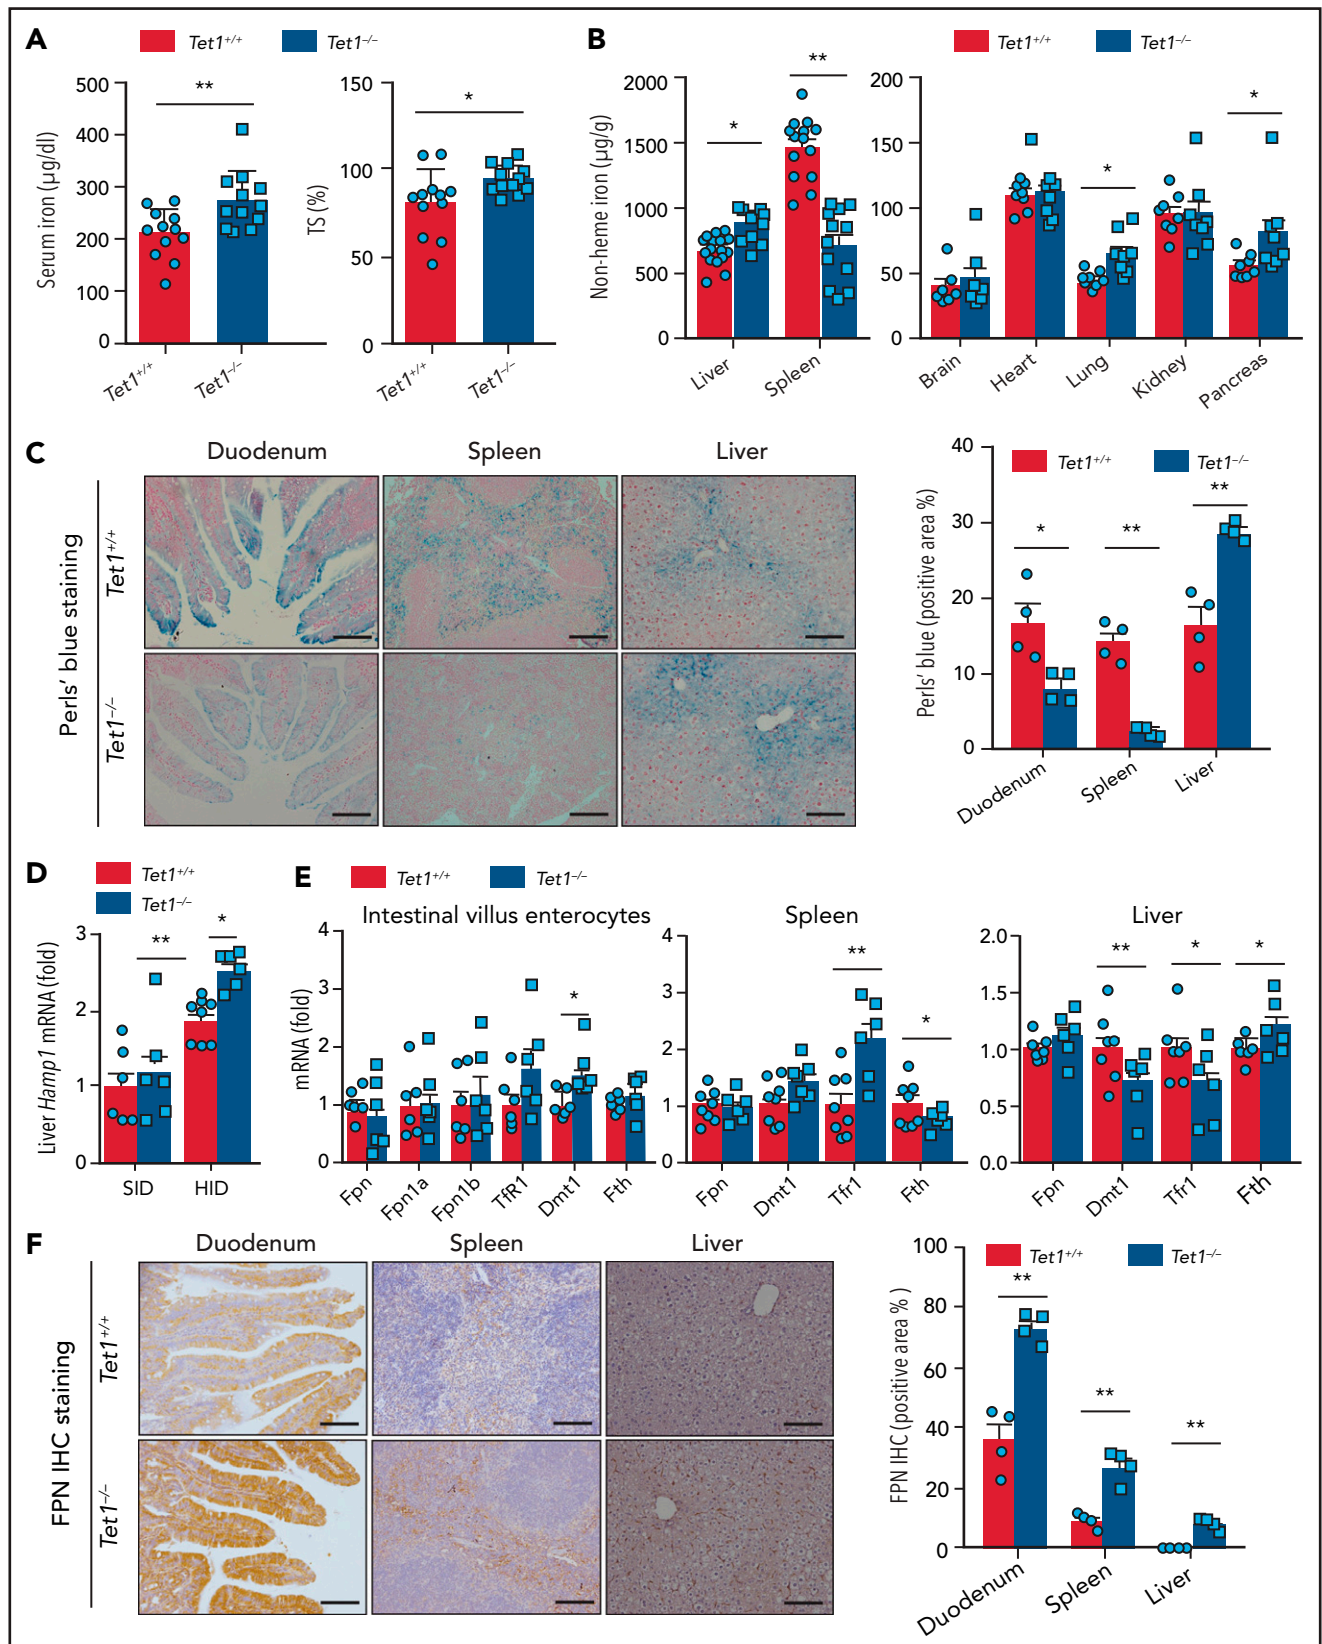 A
Tet1+/+
Tet1–/–
Serum iron (µg/dl)
500
400
300
200
100
0
**
Tet1+/+
Tet1–/–
TS (%)
150
100
50
0
*
Tet1+/+
Tet1–/–
B
Tet1+/+
Tet1–/–
Non-heme iron (µg/g)
2000
1500
1000
500
0
*
**
Liver
Spleen
200
150
100
50
0
*
*
Brain
Heart
Lung
Kidney
Pancreas
C
Duodenum
Spleen
Liver
Perls’ blue staining
Tet1+/+
Tet1–/–
Perls’ blue (positive area %)
40
30
20
10
0
Tet1+/+
Tet1–/–
*
**
**
Duodenum
Spleen
Liver
D
Tet1+/+
Tet1–/–
Liver Hamp1 mRNA (fold)
3
2
1
0
**
*
SID
HID
E
Tet1+/+
Tet1–/–
Intestinal villus enterocytes
mRNA (fold)
4
3
2
1
0
*
Fpn
Fpn1a
Fpn1b
TfR1
Dmt1
Fth
Spleen
4
3
2
1
0
**
*
Fpn
Dmt1
Tfr1
Fth
Liver
2.0
1.5
1.0
0.5
0.0
**
*
*
Fpn
Dmt1
Tfr1
Fth
F
Duodenum
Spleen
Liver
FPN IHC staining
Tet1+/+
Tet1–/–
FPN IHC (positive area % )
100
80
60
40
20
0
Tet1+/+
Tet1–/–
**
**
**
Duodenum
Spleen
Liver